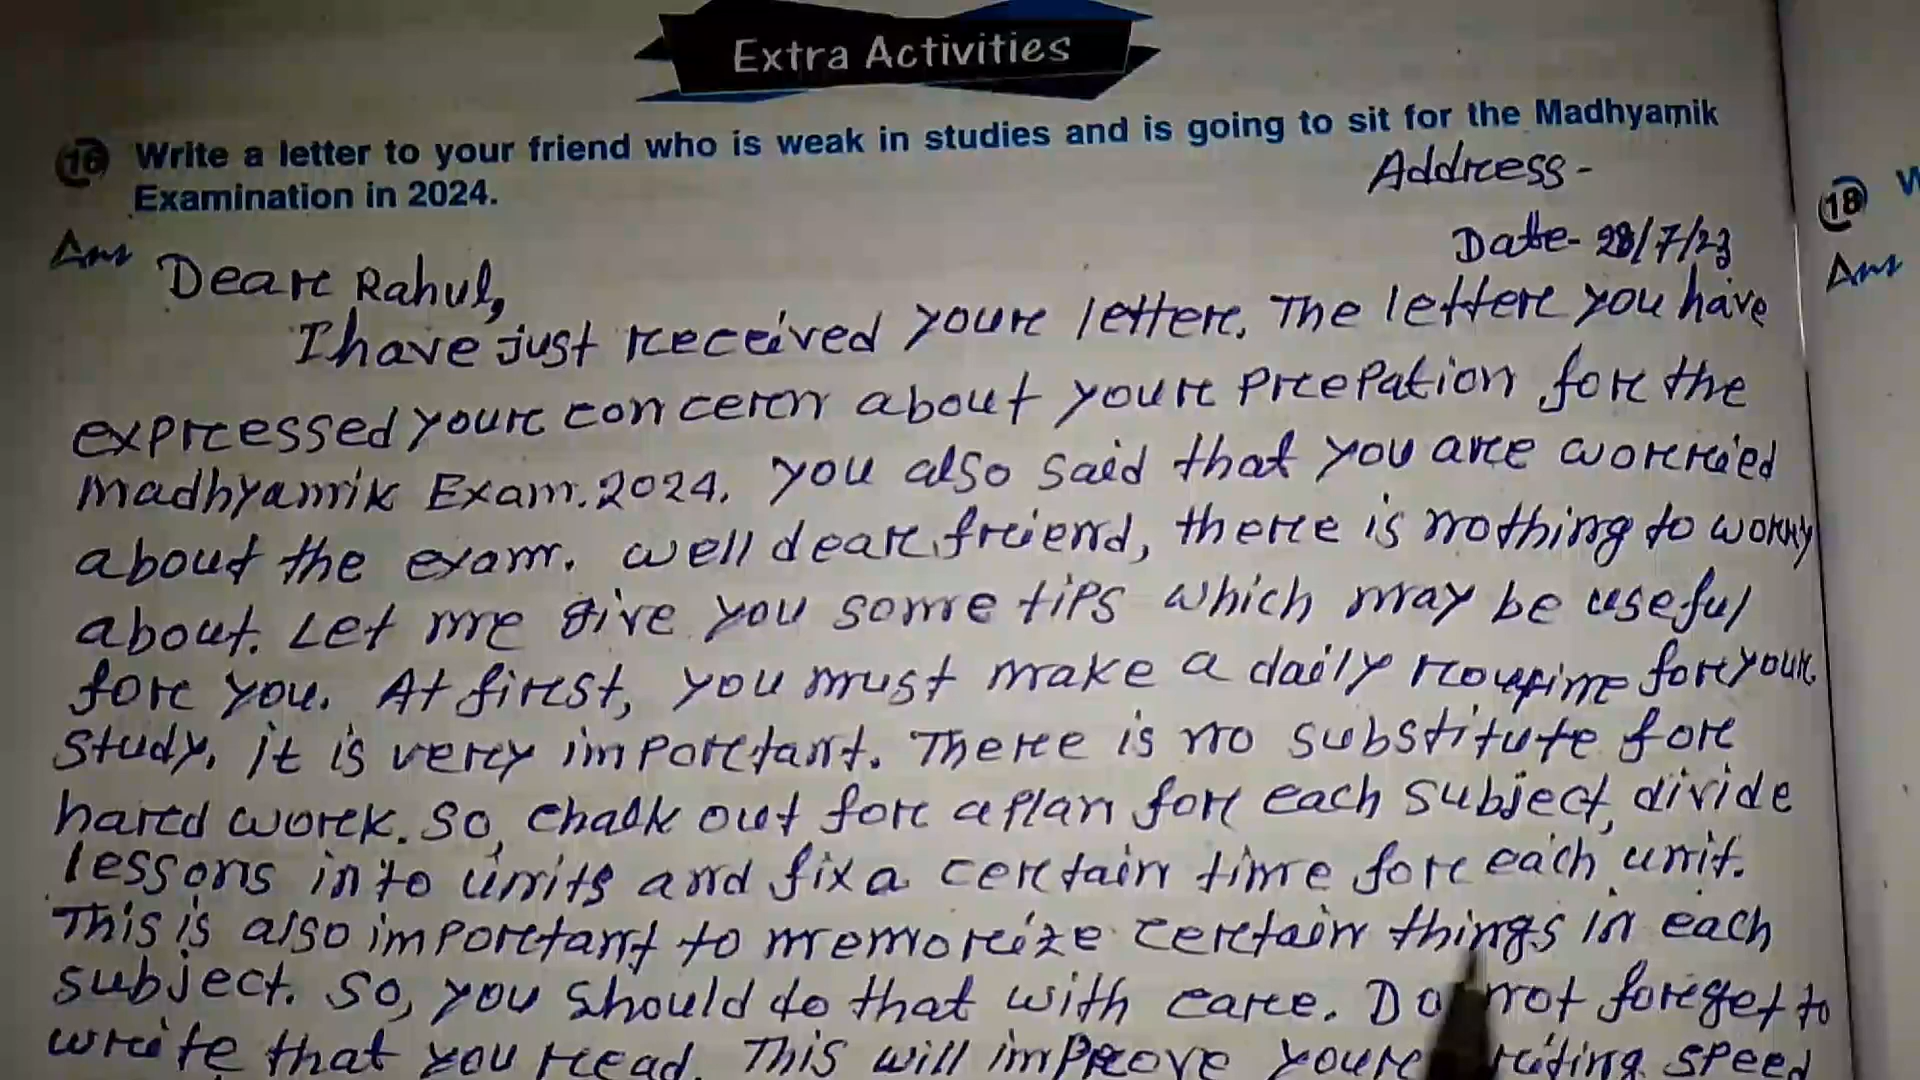 Extra Activities
16 Write a letter to your friend who is weak in studies and is going to sit for the Madhyamik
Examination in 2024.
Address-
Date- 28/7/23
18 W
Ans
Ans
Dear Rahul,
I have just received your letter. The letter you have
expressed your concern about your Prepation for the
Madhyamik Exam. 2024. You also said that you are worried
about the exam. Well dear friend, there is nothing to worry
about. Let me give you some tips which may be useful
for you. At first, you must make a daily routine for your
study. it is very important. There is no substitute for
hard work. So, chalk out for a plan for each subject, divide
lessons into units and fix a certain time for each unit.
This is also important to memorize certain things in each
subject. So, you should do that with care. Do not forget to
write that you read. This will improve your writing speed